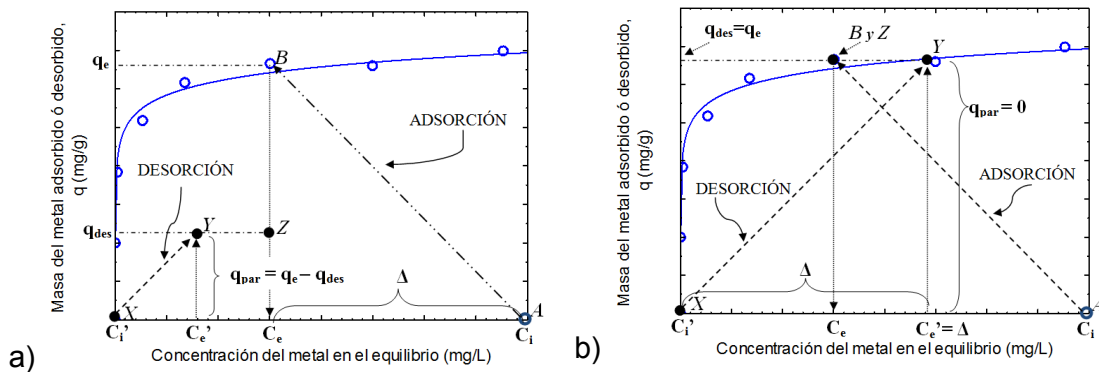 a)
Masa del metal adsorbido ó desorbido,
q (mg/g)
qe
B
ADSORCIÓN
DESORCIÓN
qdes
Y
Z
qpar = qe – qdes
Δ
X
A
Ci’
Ce’
Ce
Ci
Concentración del metal en el equilibrio (mg/L)
b)
Masa del metal adsorbido ó desorbido,
q (mg/g)
qdes=qe
B y Z
Y
qpar = 0
DESORCIÓN
ADSORCIÓN
Δ
X
A
Ci’
Ce
Ce’= Δ
Ci
Concentración del metal en el equilibrio (mg/L)